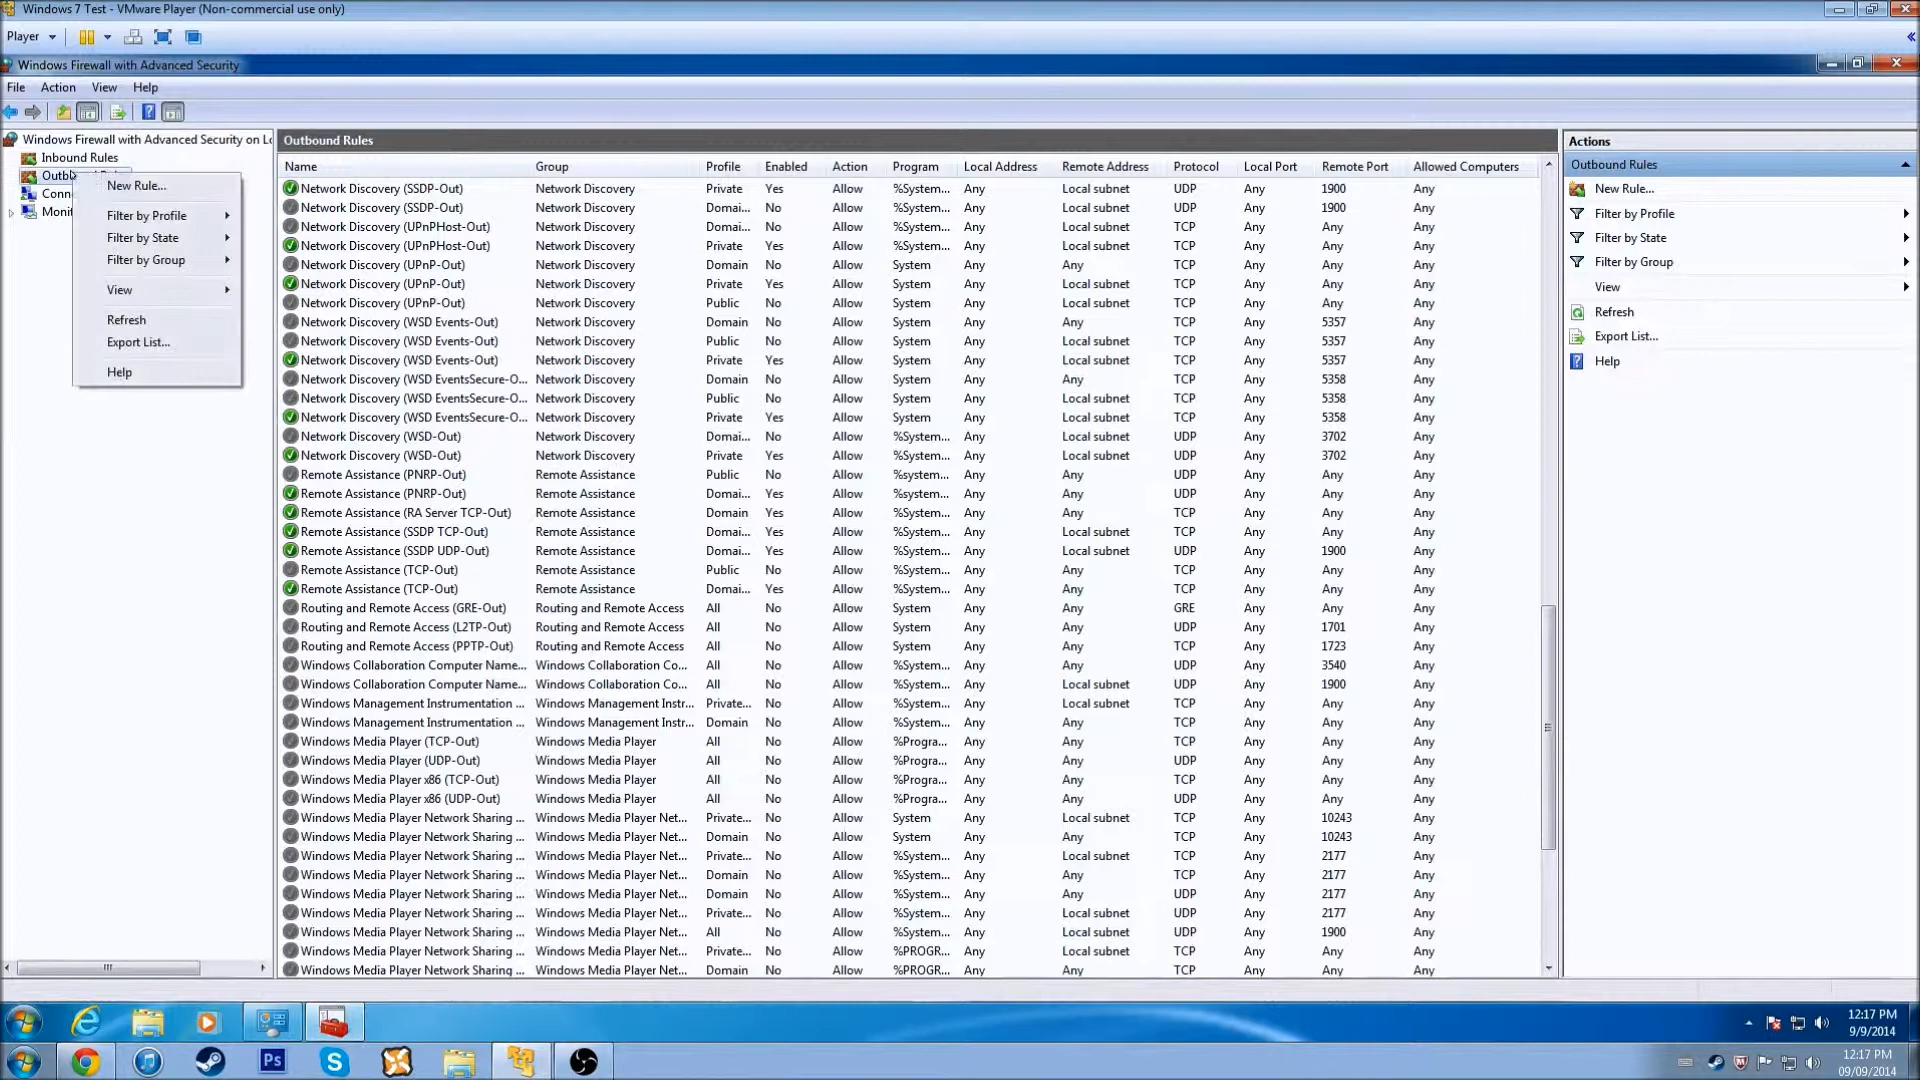 Windows 7 Test - VMware Player (Non-commercial use only)
Player
Windows Firewall with Advanced Security
File Action View Help
Windows Firewall with Advanced Security on Lo
Inbound Rules
New Rule...
Filter by Profile
Filter by State
Filter by Group
View
Refresh
Export List...
Help
Outbound Rules
Name Group Profile Enabled Action Program Local Address Remote Address Protocol Local Port Remote Port Allowed Computers
Network Discovery (SSDP-Out) Network Discovery Private Yes Allow %System... Any Local subnet UDP Any 1900 Any
Network Discovery (SSDP-Out) Network Discovery Domai... No Allow %System... Any Local subnet UDP Any 1900 Any
Network Discovery (UPnPHost-Out) Network Discovery Domai... No Allow System Any Local subnet TCP Any Any Any
Network Discovery (UPnPHost-Out) Network Discovery Private Yes Allow System Any Local subnet TCP Any Any Any
Network Discovery (UPnP-Out) Network Discovery Domain No Allow System Any Any TCP Any Any Any
Network Discovery (UPnP-Out) Network Discovery Private Yes Allow System Any Local subnet TCP Any Any Any
Network Discovery (UPnP-Out) Network Discovery Public No Allow System Any Local subnet TCP Any Any Any
Network Discovery (WSD Events-Out) Network Discovery Domain No Allow System Any Any TCP Any 5357 Any
Network Discovery (WSD Events-Out) Network Discovery Public No Allow System Any Local subnet TCP Any 5357 Any
Network Discovery (WSD Events-Out) Network Discovery Private Yes Allow System Any Local subnet TCP Any 5357 Any
Network Discovery (WSD EventsSecure-O... Network Discovery Domain No Allow System Any Any TCP Any 5358 Any
Network Discovery (WSD EventsSecure-O... Network Discovery Public No Allow System Any Local subnet TCP Any 5358 Any
Network Discovery (WSD EventsSecure-O... Network Discovery Private Yes Allow System Any Local subnet TCP Any 5358 Any
Network Discovery (WSD-Out) Network Discovery Domai... No Allow %System... Any Local subnet UDP Any 3702 Any
Network Discovery (WSD-Out) Network Discovery Private Yes Allow %System... Any Local subnet UDP Any 3702 Any
Remote Assistance (PNRP-Out) Remote Assistance Public No Allow %system... Any Any UDP Any Any Any
Remote Assistance (PNRP-Out) Remote Assistance Domai... Yes Allow %system... Any Any UDP Any Any Any
Remote Assistance (RA Server TCP-Out) Remote Assistance Domain Yes Allow %System... Any Any TCP Any Any Any
Remote Assistance (SSDP TCP-Out) Remote Assistance Domai... Yes Allow System Any Local subnet TCP Any Any Any
Remote Assistance (SSDP UDP-Out) Remote Assistance Domai... Yes Allow %System... Any Local subnet UDP Any 1900 Any
Remote Assistance (TCP-Out) Remote Assistance Public No Allow %System... Any Any TCP Any Any Any
Remote Assistance (TCP-Out) Remote Assistance Domai... Yes Allow %System... Any Any TCP Any Any Any
Routing and Remote Access (GRE-Out) Routing and Remote Access All No Allow System Any Any GRE Any Any Any
Routing and Remote Access (L2TP-Out) Routing and Remote Access All No Allow System Any Any UDP Any 1701 Any
Routing and Remote Access (PPTP-Out) Routing and Remote Access All No Allow System Any Any TCP Any 1723 Any
Windows Collaboration Computer Name... Windows Collaboration Co... All No Allow %System... Any Any UDP Any 3540 Any
Windows Collaboration Computer Name... Windows Collaboration Co... All No Allow %System... Any Local subnet UDP Any 1900 Any
Windows Management Instrumentation ... Windows Management Instr... Private... No Allow %System... Any Local subnet TCP Any Any Any
Windows Management Instrumentation ... Windows Management Instr... Domain No Allow %System... Any Any TCP Any Any Any
Windows Media Player (TCP-Out) Windows Media Player All No Allow %Progra... Any Any TCP Any Any Any
Windows Media Player (UDP-Out) Windows Media Player All No Allow %Progra... Any Any UDP Any Any Any
Windows Media Player x86 (TCP-Out) Windows Media Player All No Allow %Progra... Any Any TCP Any Any Any
Windows Media Player x86 (UDP-Out) Windows Media Player All No Allow %Progra... Any Any UDP Any Any Any
Windows Media Player Network Sharing ... Windows Media Player Net... Private... No Allow System Any Local subnet TCP Any 10243 Any
Windows Media Player Network Sharing ... Windows Media Player Net... Domain No Allow System Any Any TCP Any 10243 Any
Windows Media Player Network Sharing ... Windows Media Player Net... Private... No Allow %System... Any Local subnet TCP Any 2177 Any
Windows Media Player Network Sharing ... Windows Media Player Net... Domain No Allow %System... Any Any TCP Any 2177 Any
Windows Media Player Network Sharing ... Windows Media Player Net... Domain No Allow %System... Any Any UDP Any 2177 Any
Windows Media Player Network Sharing ... Windows Media Player Net... Private... No Allow %System... Any Local subnet UDP Any 2177 Any
Windows Media Player Network Sharing ... Windows Media Player Net... All No Allow %System... Any Local subnet UDP Any 1900 Any
Windows Media Player Network Sharing ... Windows Media Player Net... Private... No Allow %PROGR... Any Local subnet TCP Any Any Any
Windows Media Player Network Sharing ... Windows Media Player Net... Domain No Allow %PROGR... Any Any TCP Any Any Any
Actions
Outbound Rules
New Rule...
Filter by Profile
Filter by State
Filter by Group
View
Refresh
Export List...
Help
12:17 PM
9/9/2014
Ps
12:17 PM
09/09/2014